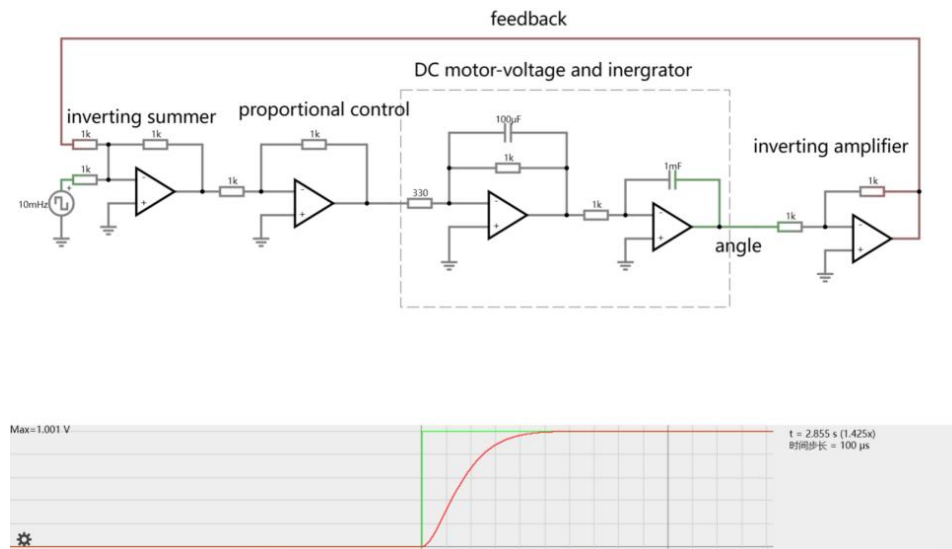 feedback
DC motor-voltage and inergrator
inverting summer
proportional control
100μF
1k
1k
1k
1k
1mF
inverting amplifier
1k
1k
1k
330
1k
1k
10mHz
angle
Max=1.001 V
t = 2.855 s (1.425x)
时间步长 = 100 μs